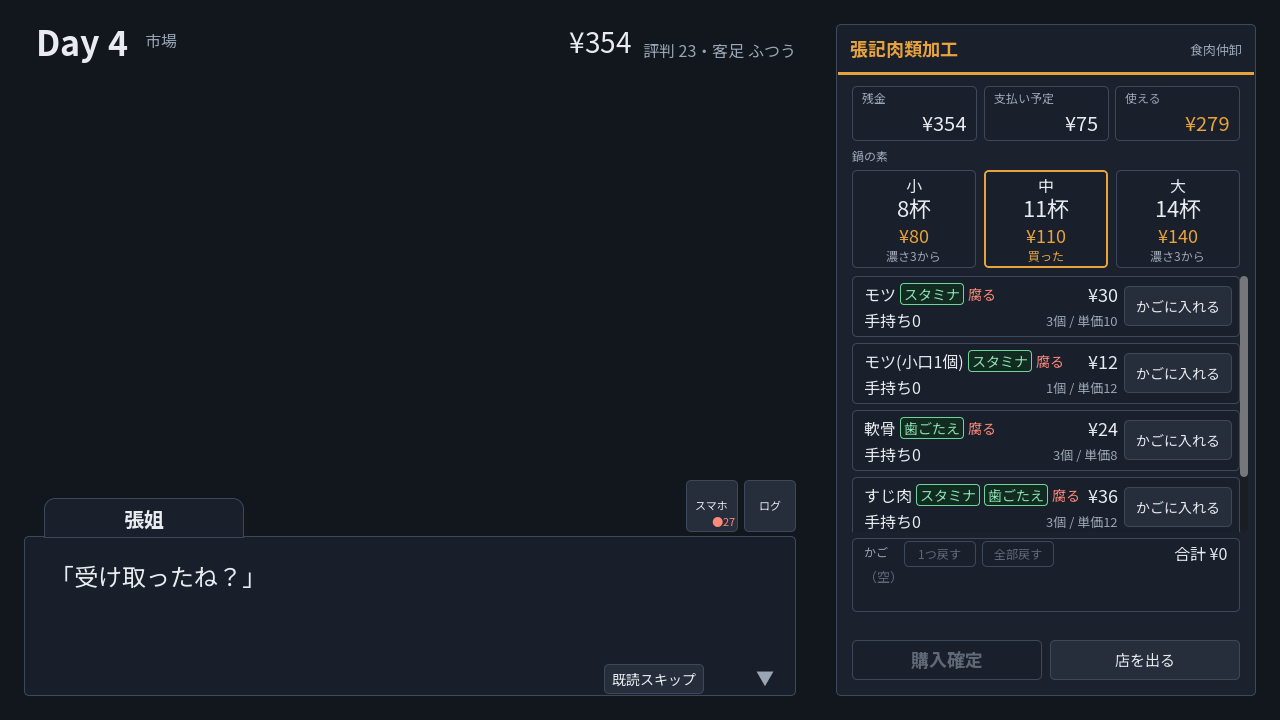 Day 4 市場
¥354 評判 23・客足 ふつう
張記肉類加工 食肉仲卸
残金 ¥354
支払い予定 ¥75
使える ¥279
鍋の素
小
8杯
¥80
濃さ3から
中
11杯
¥110
買った
大
14杯
¥140
濃さ3から
モツ スタミナ 腐る ¥30
手持ち0 3個 / 単価10
かごに入れる
モツ(小口1個) スタミナ 腐る ¥12
手持ち0 1個 / 単価12
かごに入れる
軟骨 歯ごたえ 腐る ¥24
手持ち0 3個 / 単価8
かごに入れる
すじ肉 スタミナ 歯ごたえ 腐る ¥36
手持ち0 3個 / 単価12
かごに入れる
かご 1つ戻す 全部戻す 合計 ¥0
（空）
購入確定 店を出る
スマホ
27
ログ
張姐
「受け取ったね？」
既読スキップ ▼